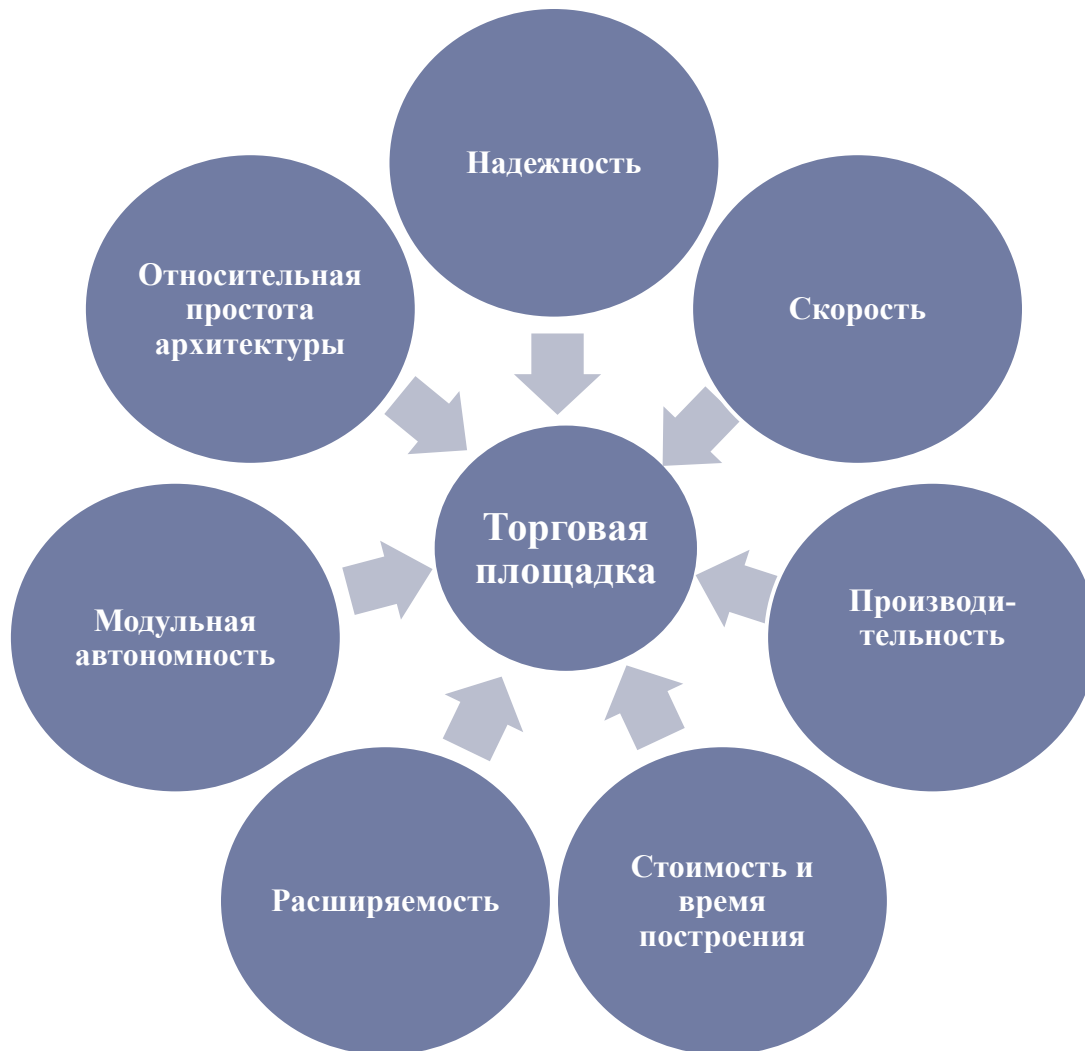 Надежность
Относительная
простота
архитектуры
Скорость
Торговая
площадка
Производи-
тельность
Модульная
автономность
Расширяемость
Стоимость и
время
построения